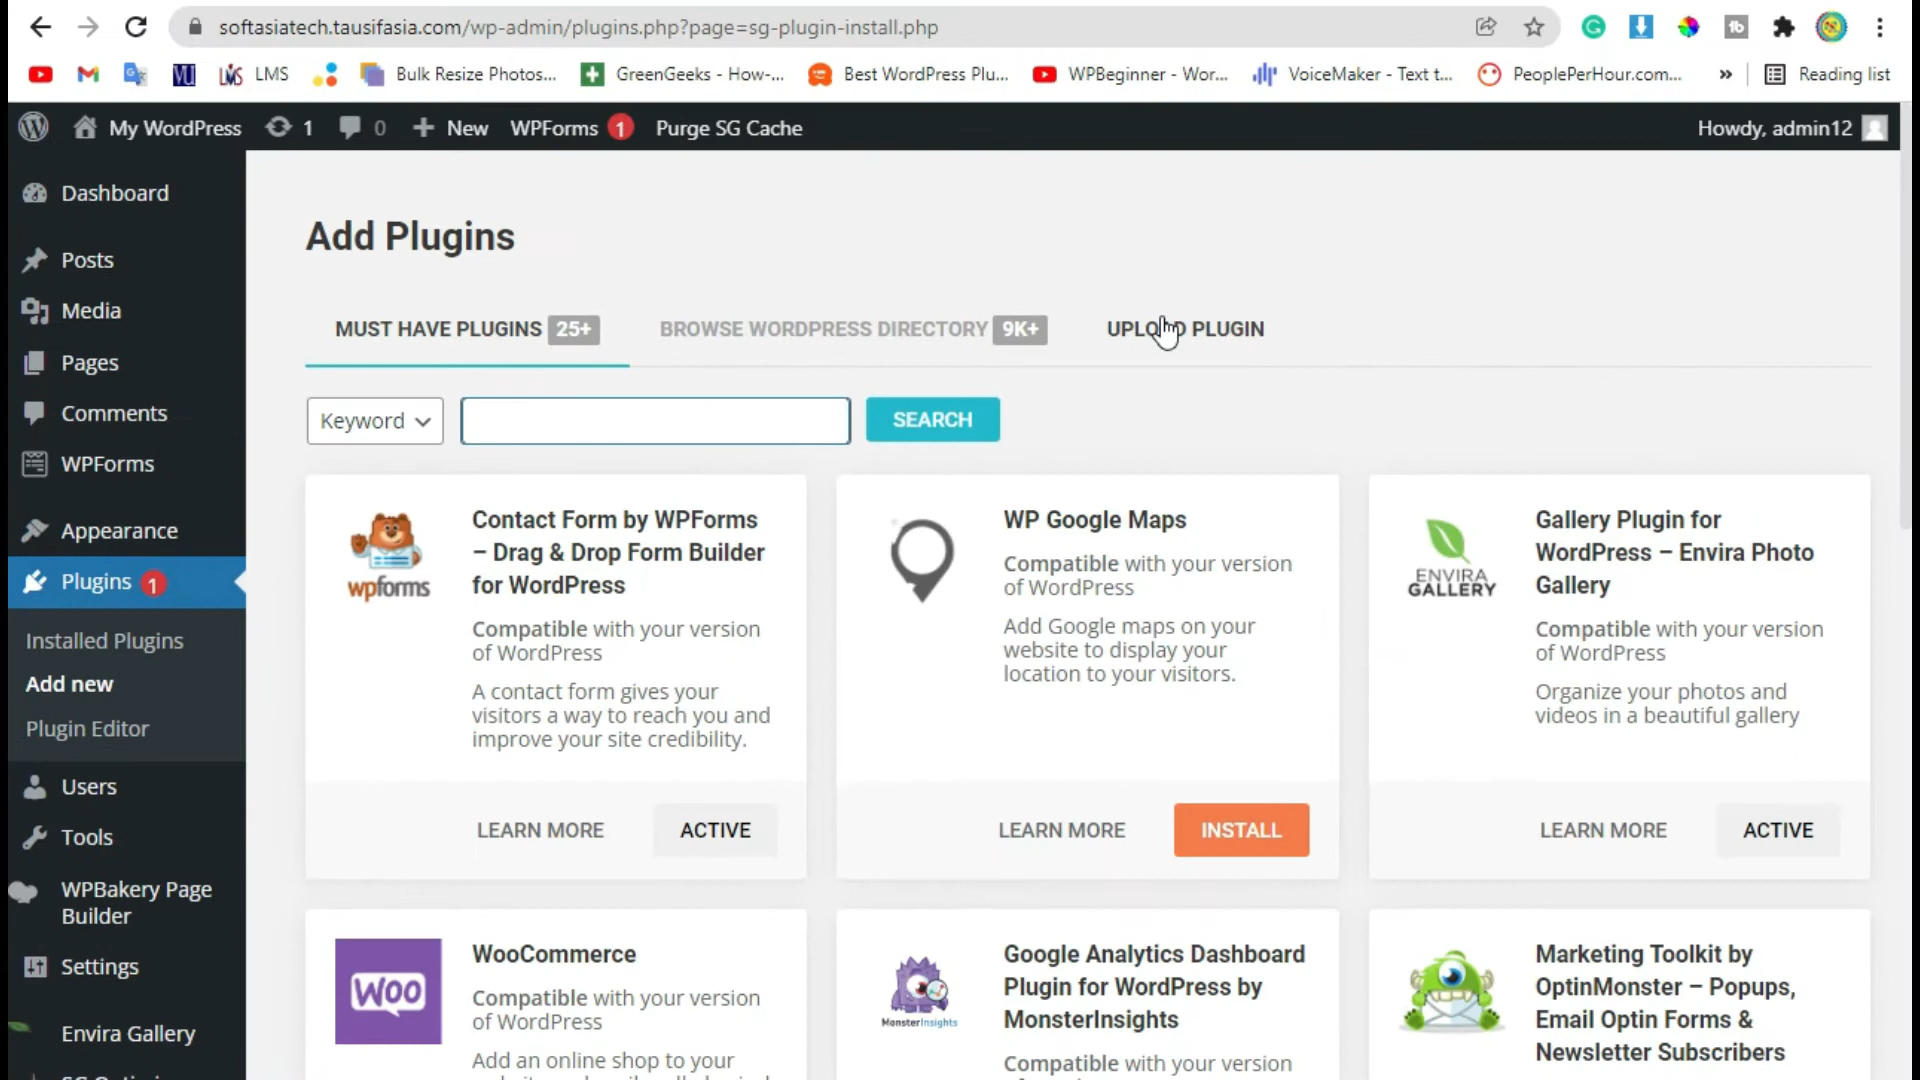 softasiatech.tausifasia.com/wp-admin/plugins.php?page=sg-plugin-install.php
LMS
Bulk Resize Photos...
GreenGeeks - How-...
Best WordPress Plu...
WPBeginner - Wor...
VoiceMaker - Text t...
PeoplePerHour.com...
»
Reading list
My WordPress
1
0
New
WPForms 1
Purge SG Cache
Howdy, admin12
Dashboard
Posts
Media
Pages
Comments
WPForms
Appearance
Plugins 1
Installed Plugins
Add new
Plugin Editor
Users
Tools
WPBakery Page
Builder
Settings
Envira Gallery
Add Plugins
MUST HAVE PLUGINS 25+
BROWSE WORDPRESS DIRECTORY 9K+
UPLOAD PLUGIN
Keyword
SEARCH
wpforms
Contact Form by WPForms
– Drag & Drop Form Builder
for WordPress
Compatible with your version
of WordPress
A contact form gives your
visitors a way to reach you and
improve your site credibility.
LEARN MORE
ACTIVE
WP Google Maps
Compatible with your version
of WordPress
Add Google maps on your
website to display your
location to your visitors.
LEARN MORE
INSTALL
ENVIRA
GALLERY
Gallery Plugin for
WordPress – Envira Photo
Gallery
Compatible with your version
of WordPress
Organize your photos and
videos in a beautiful gallery
LEARN MORE
ACTIVE
WOO
WooCommerce
Compatible with your version
of WordPress
Add an online shop to your
MonsterInsights
Google Analytics Dashboard
Plugin for WordPress by
MonsterInsights
Compatible with your version
Marketing Toolkit by
OptinMonster – Popups,
Email Optin Forms &
Newsletter Subscribers